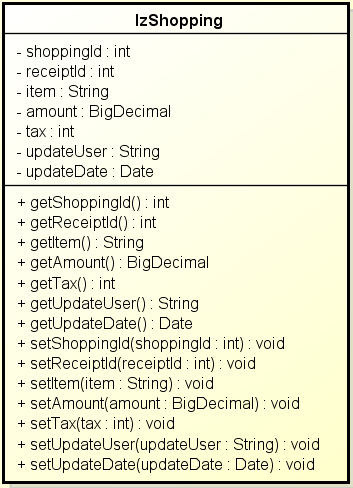 IzShopping
- shoppingId : int
- receiptId : int
- item : String
- amount : BigDecimal
- tax : int
- updateUser : String
- updateDate : Date
+ getShoppingId() : int
+ getReceiptId() : int
+ getItem() : String
+ getAmount() : BigDecimal
+ getTax() : int
+ getUpdateUser() : String
+ getUpdateDate() : Date
+ setShoppingId(shoppingId : int) : void
+ setReceiptId(receiptId : int) : void
+ setItem(item : String) : void
+ setAmount(amount : BigDecimal) : void
+ setTax(tax : int) : void
+ setUpdateUser(updateUser : String) : void
+ setUpdateDate(updateDate : Date) : void